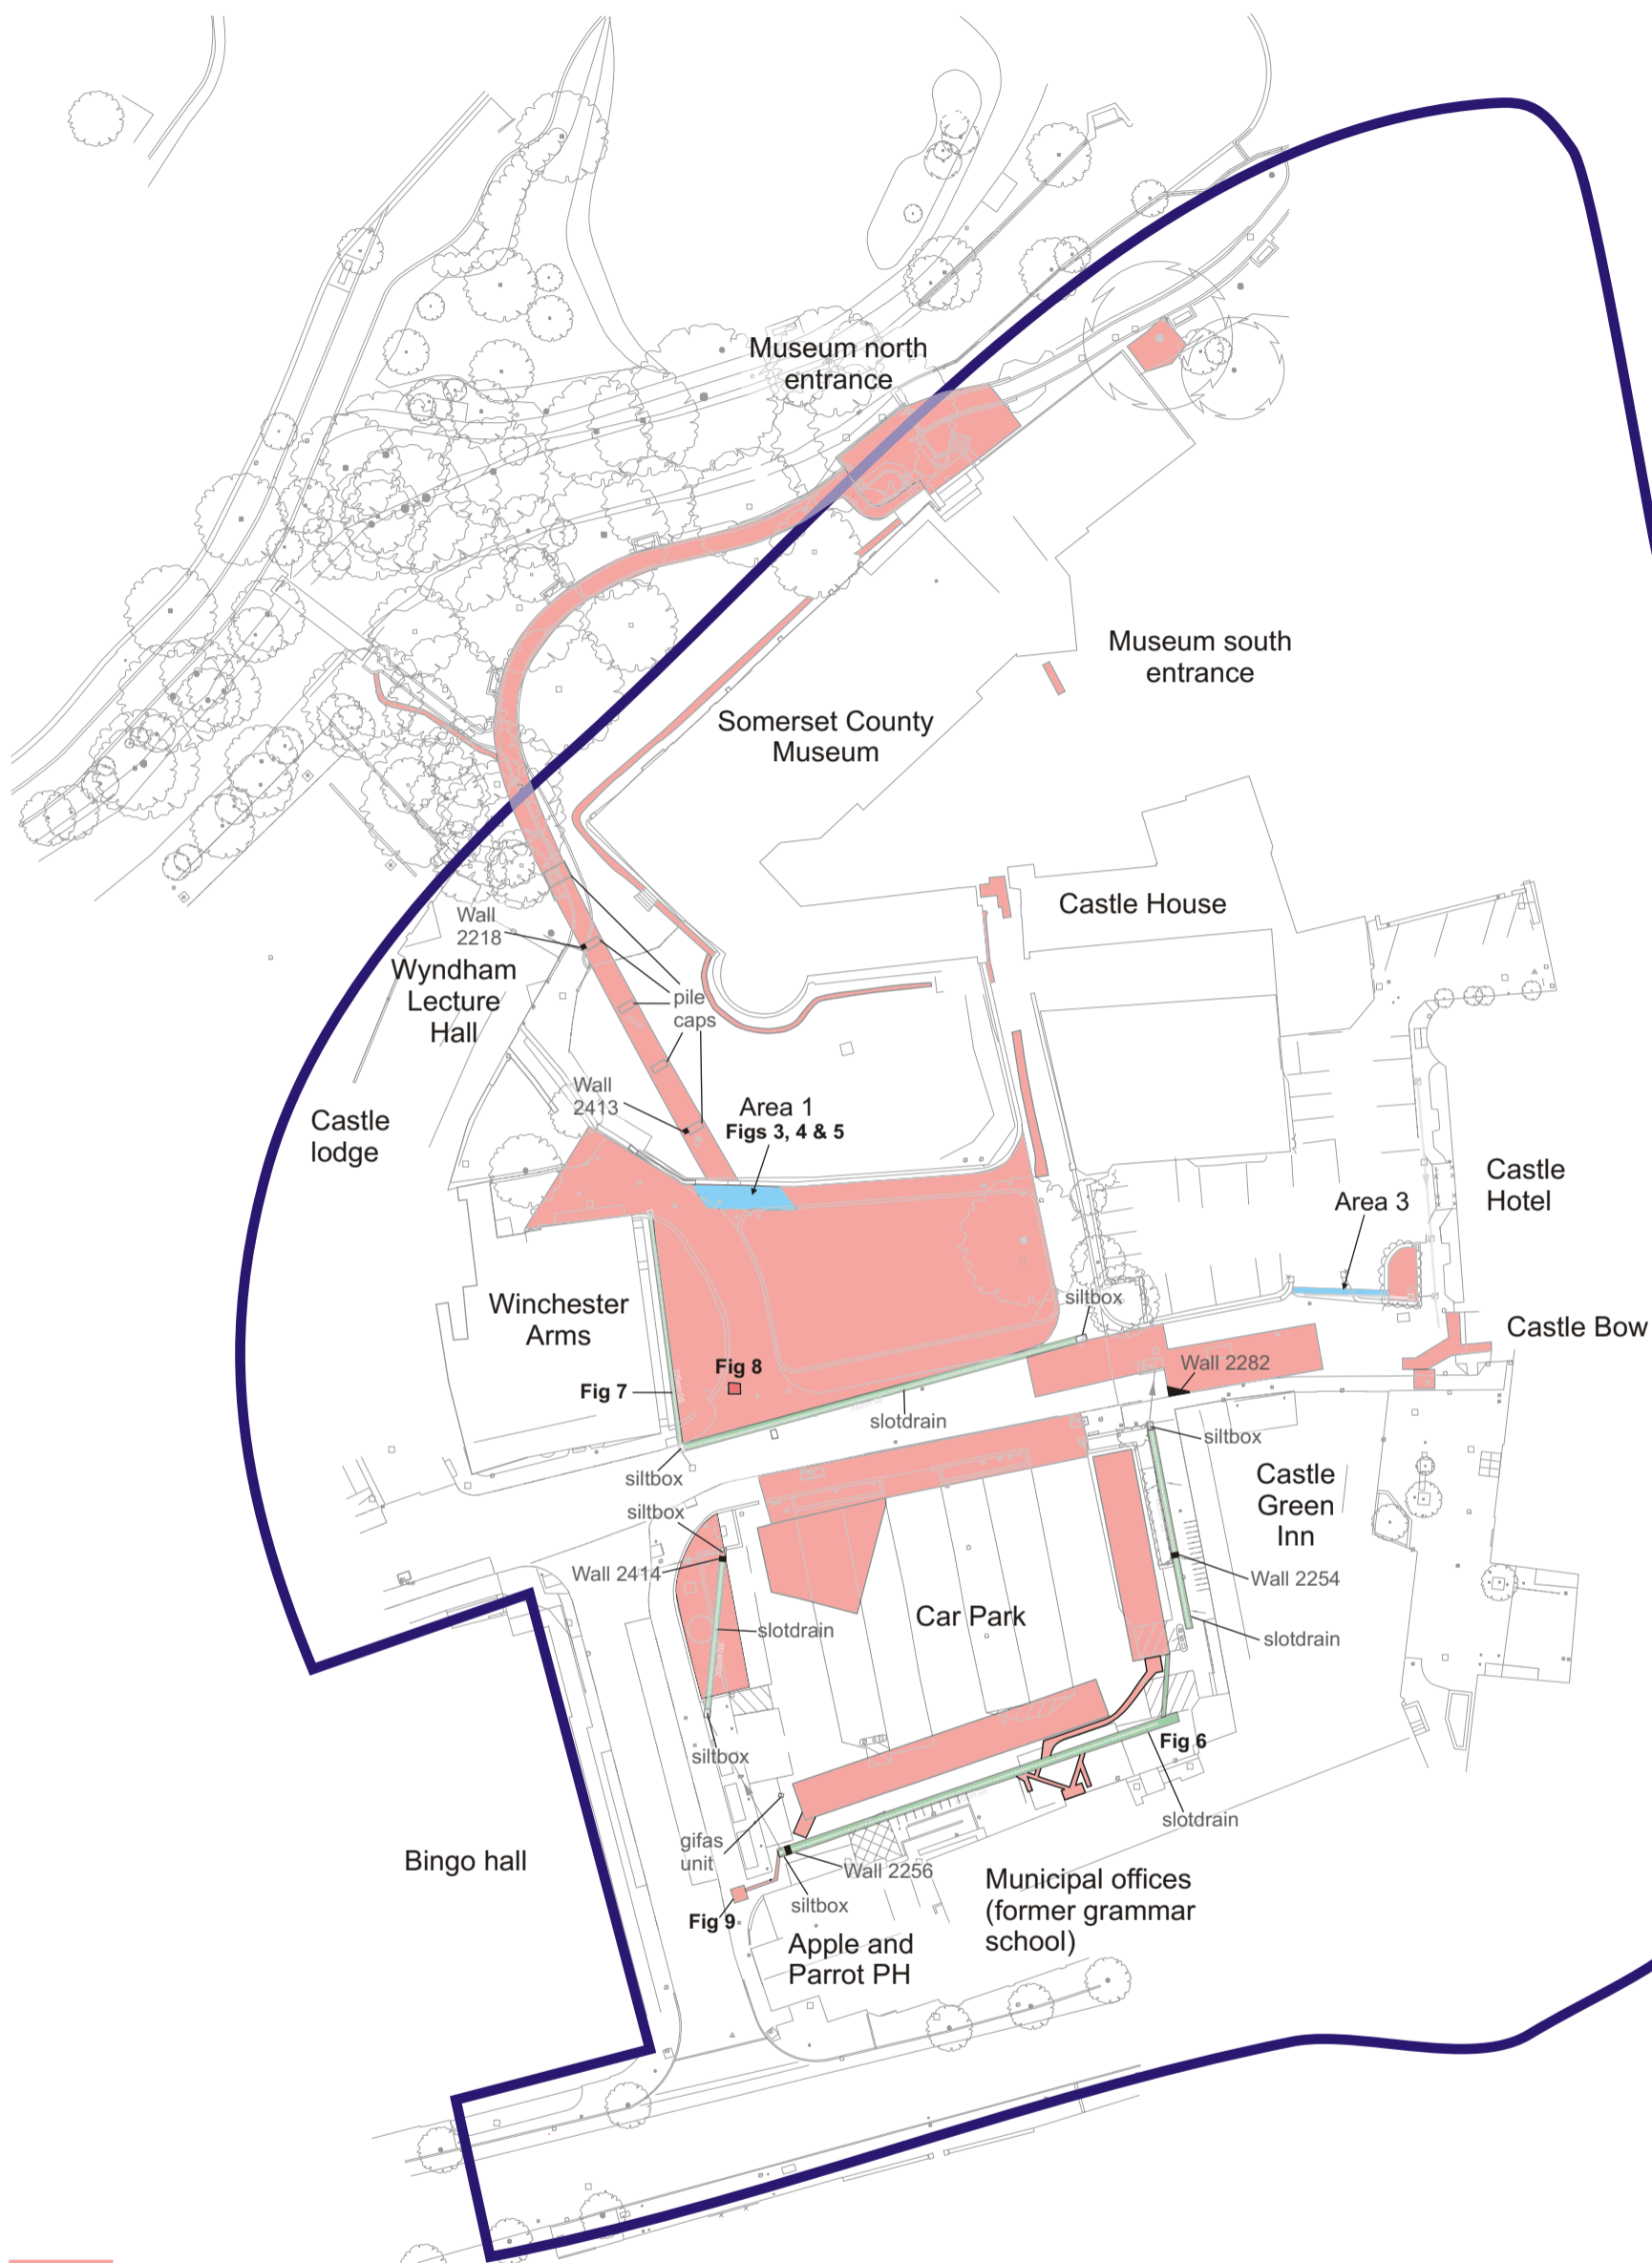 Museum north
entrance
Museum south
entrance
Somerset County
Museum
Castle House
Wall
2218
Wyndham
Lecture
Hall
pile
caps
Wall
2413
Area 1
Figs 3, 4 & 5
Castle
lodge
Castle
Hotel
Area 3
siltbox
Winchester
Arms
Castle Bow
Fig 8
Wall 2282
Fig 7
slotdrain
siltbox
siltbox
Castle
Green
Inn
siltbox
Wall 2414
Wall 2254
Car Park
slotdrain
slotdrain
Fig 6
siltbox
slotdrain
gifas
unit
Bingo hall
Wall 2256
Municipal offices
(former grammar
school)
siltbox
Fig 9
Apple and
Parrot PH